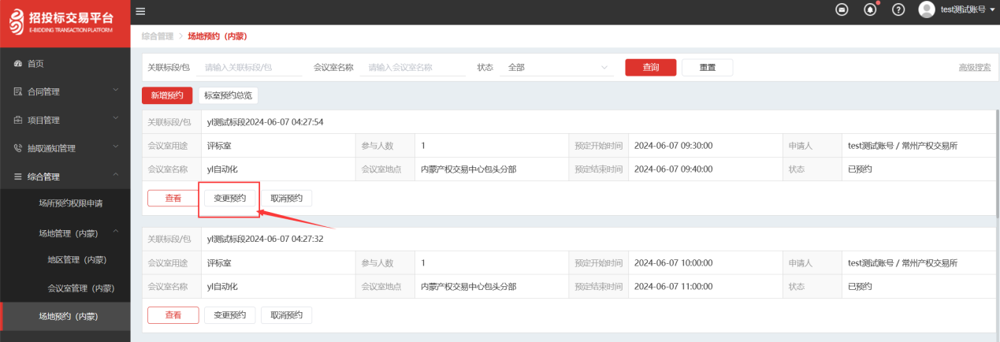 招投标交易平台
E-BIDDING TRANSACTION PLATFORM
test测试账号
综合管理 > 场地预约（内蒙）
首页
合同管理
项目管理
抽取通知管理
综合管理
场所预约权限申请
场地管理（内蒙）
地区管理（内蒙）
会议室管理（内蒙）
场地预约（内蒙）
关联标段/包 请输入关联标段/包 会议室名称 请输入会议室名称 状态 全部 查询 重置 高级搜索
新增预约 标室预约总览
关联标段/包 yl测试标段2024-06-07 04:27:54
会议室用途 评标室 参与人数 1 预定开始时间 2024-06-07 09:30:00 申请人 test测试账号 / 常州产权交易所
会议室名称 yl自动化 会议室地点 内蒙产权交易中心包头分部 预定结束时间 2024-06-07 09:40:00 状态 已预约
查看 变更预约 取消预约
关联标段/包 yl测试标段2024-06-07 04:27:32
会议室用途 评标室 参与人数 1 预定开始时间 2024-06-07 10:00:00 申请人 test测试账号 / 常州产权交易所
会议室名称 yl自动化 会议室地点 内蒙产权交易中心包头分部 预定结束时间 2024-06-07 11:00:00 状态 已预约
查看 变更预约 取消预约